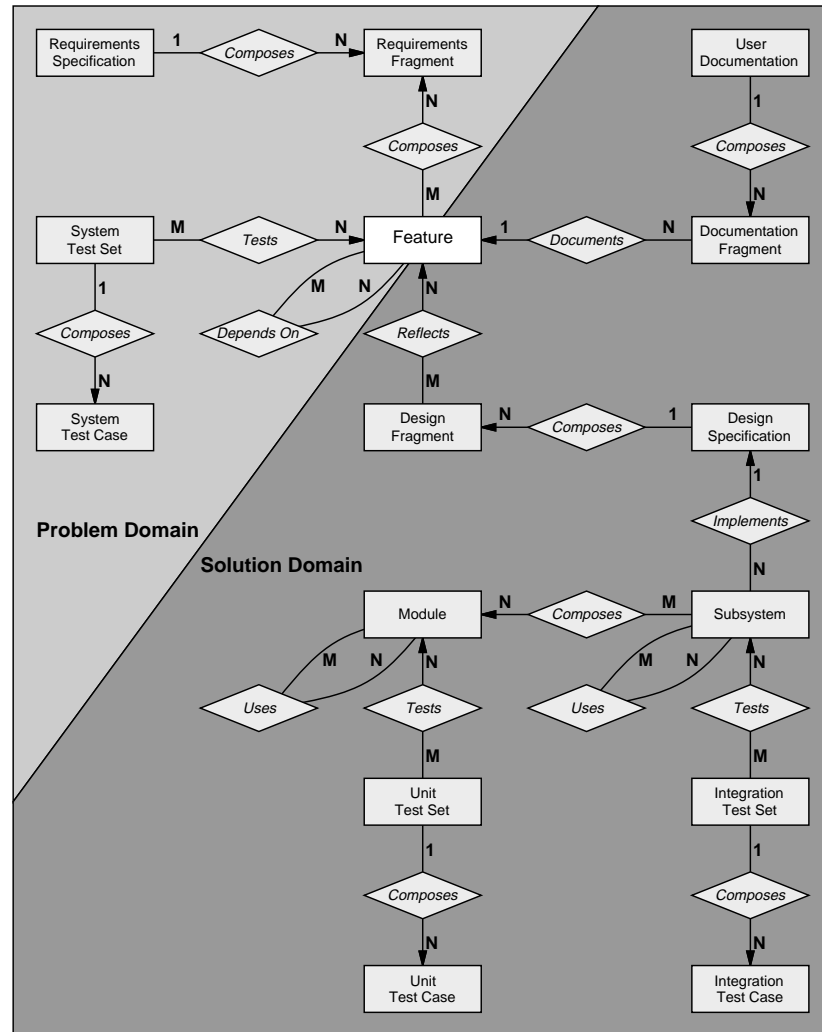 Requirements
Specification
1
Composes
N
Requirements
Fragment
User
Documentation
N
Composes
M
1
Composes
N
System
Test Set
M
Tests
N
Feature
1
Documents
N
Documentation
Fragment
M
N
Depends On
N
Reflects
M
1
Composes
N
System
Test Case
Design
Fragment
N
Composes
1
Design
Specification
1
Implements
N
Problem Domain
Solution Domain
Module
N
Composes
M
Subsystem
M
N
Uses
N
Tests
M
M
N
Uses
N
Tests
M
Unit
Test Set
Integration
Test Set
1
Composes
N
1
Composes
N
Unit
Test Case
Integration
Test Case